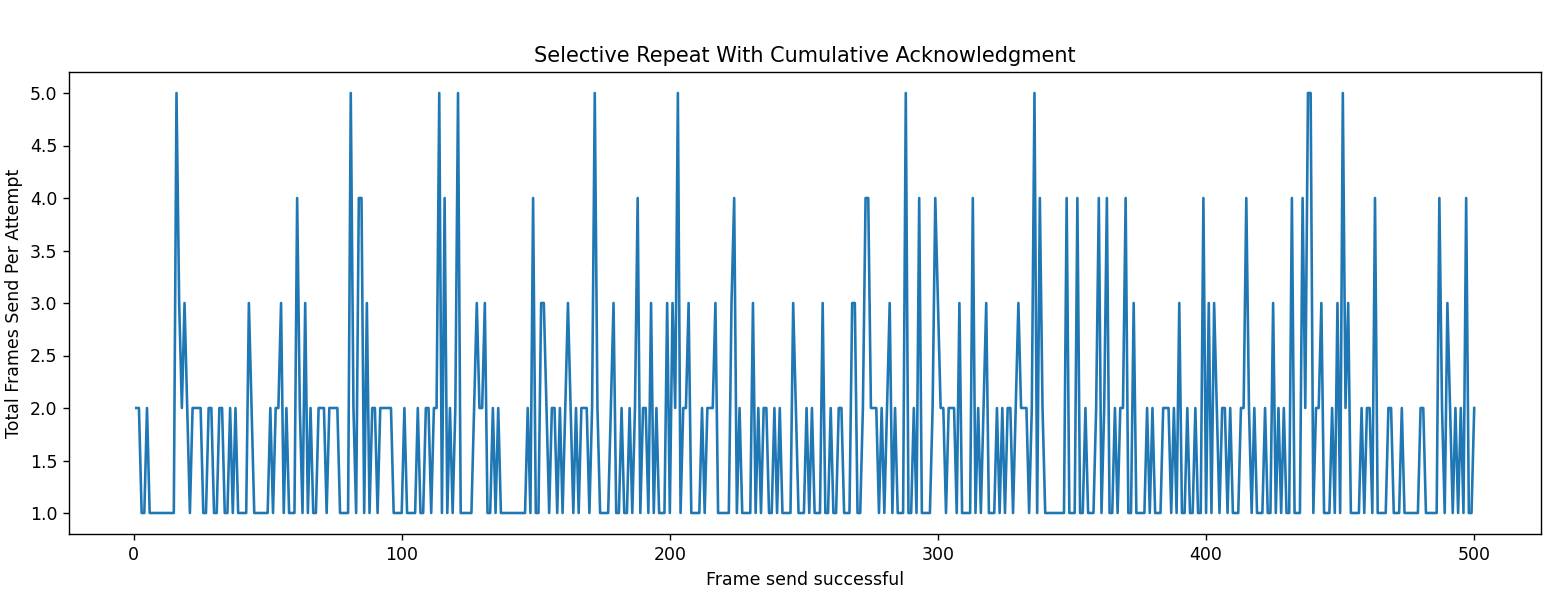 Selective Repeat With Cumulative Acknowledgment
Total Frames Send Per Attempt
5.0
4.5
4.0
3.5
3.0
2.5
2.0
1.5
1.0
0 100 200 300 400 500
Frame send successful